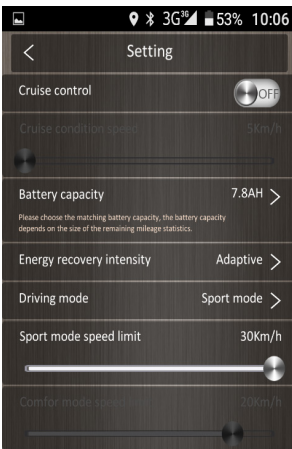 3G 3G 53% 10:06
Setting
Cruise control OFF
Cruise condition speed 5Km/h
Battery capacity 7.8AH
Please choose the matching battery capacity, the battery capacity
depends on the size of the remaining mileage statistics.
Energy recovery intensity Adaptive
Driving mode Sport mode
Sport mode speed limit 30Km/h
Comfor mode speed limit 20Km/h